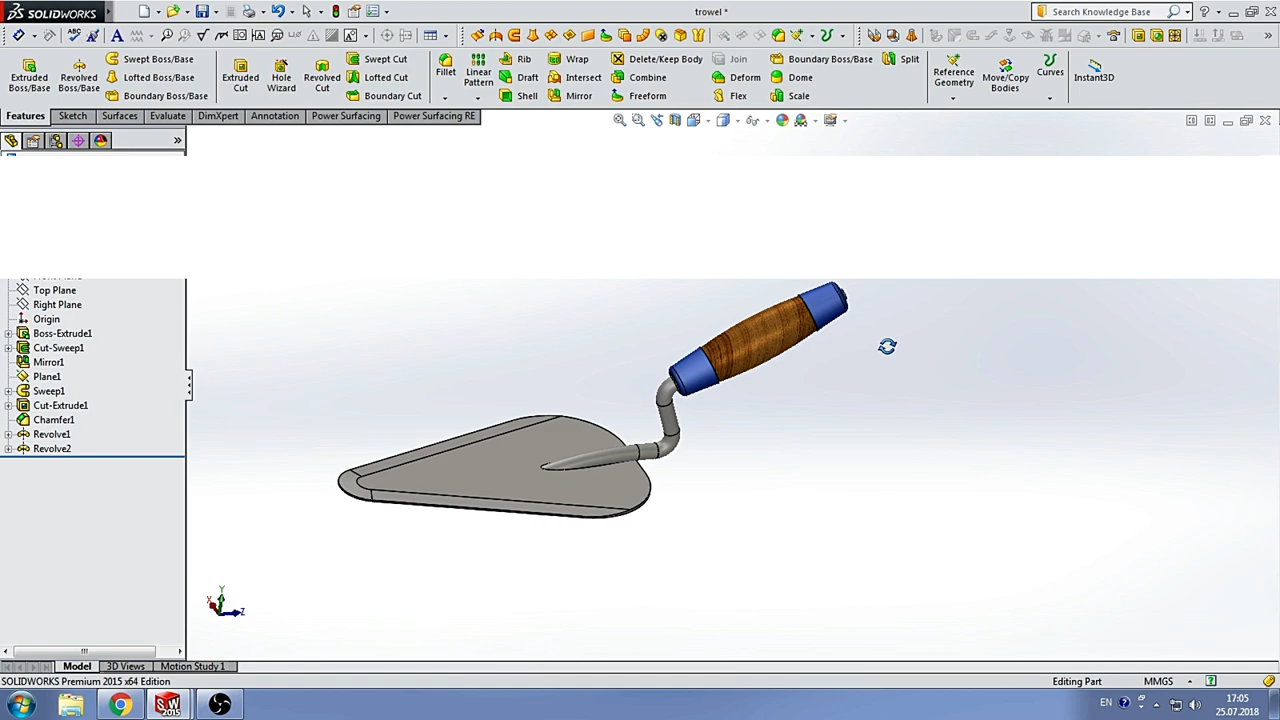 SOLIDWORKS
trowel *
Search Knowledge Base
Extruded Boss/Base
Revolved Boss/Base
Swept Boss/Base
Lofted Boss/Base
Boundary Boss/Base
Extruded Cut
Hole Wizard
Revolved Cut
Swept Cut
Lofted Cut
Boundary Cut
Fillet
Linear Pattern
Rib
Draft
Shell
Wrap
Intersect
Mirror
Delete/Keep Body
Combine
Freeform
Join
Deform
Flex
Boundary Boss/Base
Dome
Scale
Split
Reference Geometry
Move/Copy Bodies
Curves
Instant3D
Features
Sketch
Surfaces
Evaluate
DimXpert
Annotation
Power Surfacing
Power Surfacing RE
Top Plane
Right Plane
Origin
Boss-Extrude1
Cut-Sweep1
Mirror1
Plane1
Sweep1
Cut-Extrude1
Chamfer1
Revolve1
Revolve2
Y
X
Z
Model
3D Views
Motion Study 1
SOLIDWORKS Premium 2015 x64 Edition
Editing Part
MMGS
EN
17:05
25.07.2018